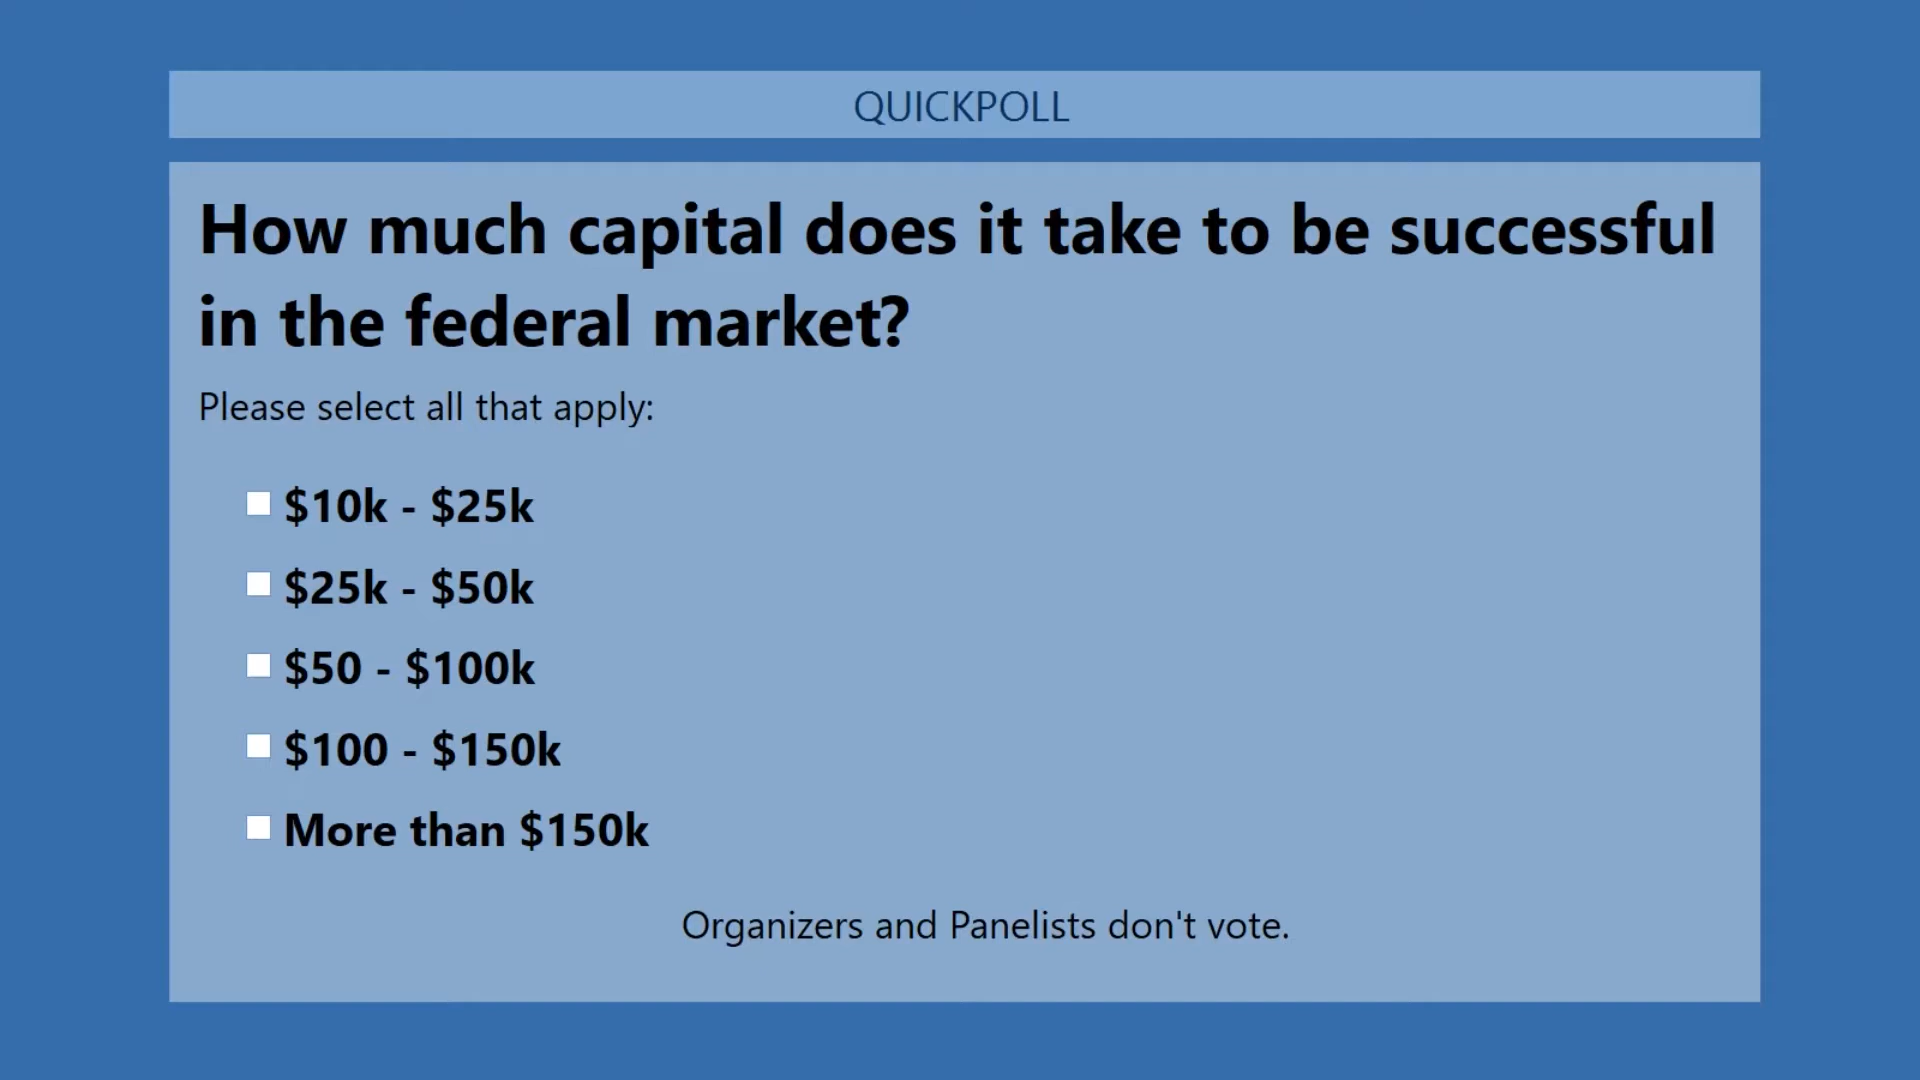 QUICKPOLL
How much capital does it take to be successful
in the federal market?
Please select all that apply:
$10k - $25k
$25k - $50k
$50 - $100k
$100 - $150k
More than $150k
Organizers and Panelists don't vote.